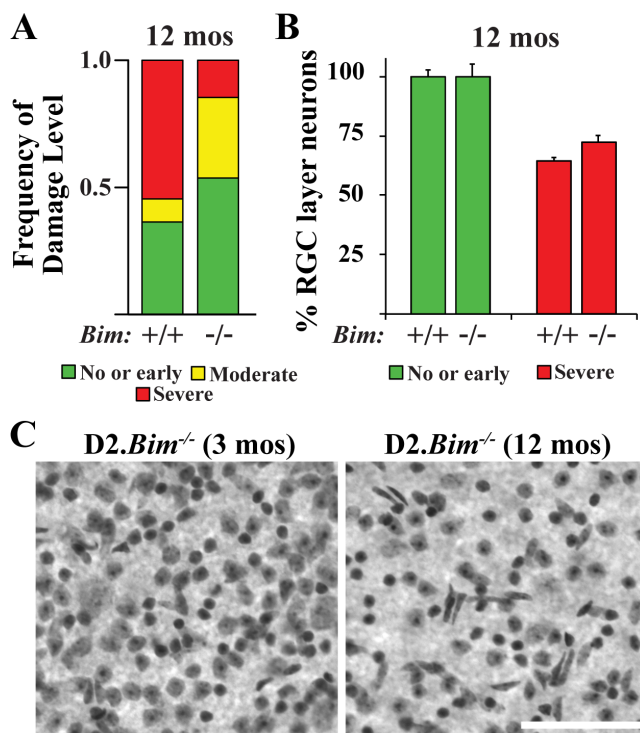 A
12 mos
Frequency of
Damage Level
1.0
0.5
Bim: +/+ -/-
No or early Moderate
Severe
B
12 mos
% RGC layer neurons
100
75
50
25
Bim: +/+ -/- +/+ -/-
No or early Severe
C
D2.Bim-/- (3 mos) D2.Bim-/- (12 mos)